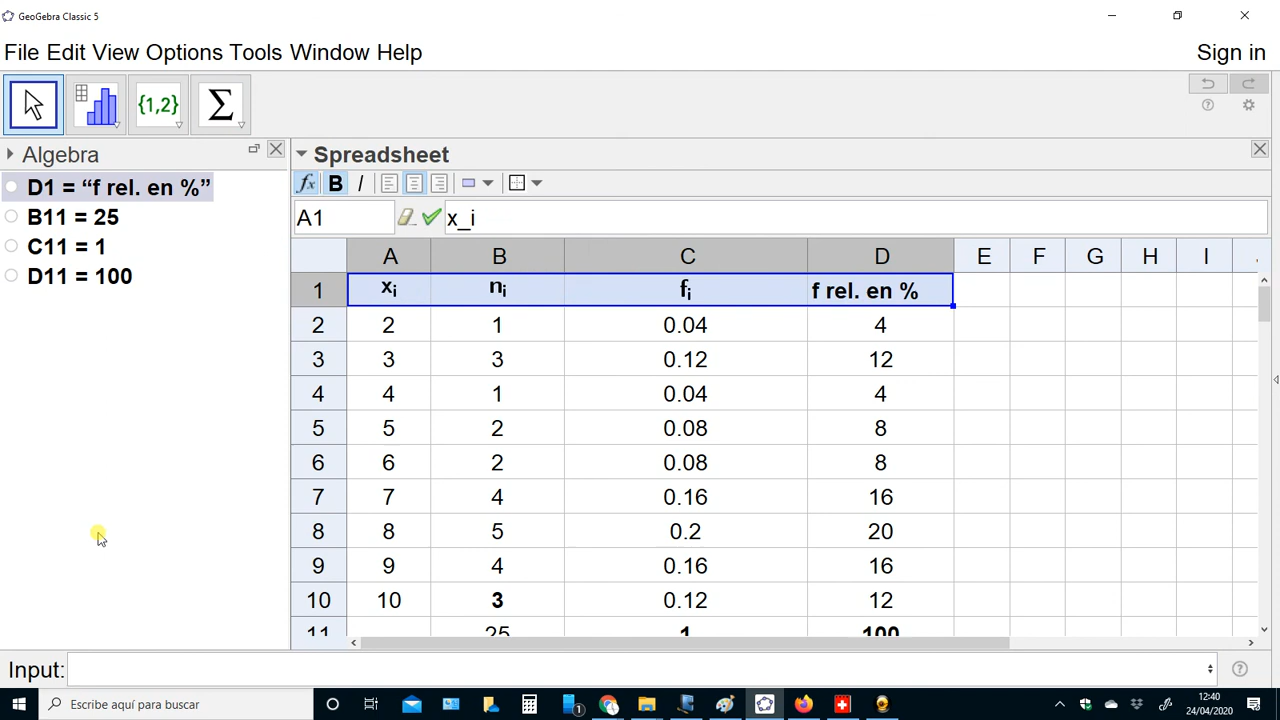 GeoGebra Classic 5
File Edit View Options Tools Window Help Sign in
{1,2} Σ
Algebra
Spreadsheet
D1 = “f rel. en %”
B11 = 25
C11 = 1
D11 = 100
fx B I
A1 x_i
A B C D E F G H I
1 xi ni fi f rel. en %
2 2 1 0.04 4
3 3 3 0.12 12
4 4 1 0.04 4
5 5 2 0.08 8
6 6 2 0.08 8
7 7 4 0.16 16
8 8 5 0.2 20
9 9 4 0.16 16
10 10 3 0.12 12
11 25 1 100
Input:
Escribe aquí para buscar
1
12:40
24/04/2020